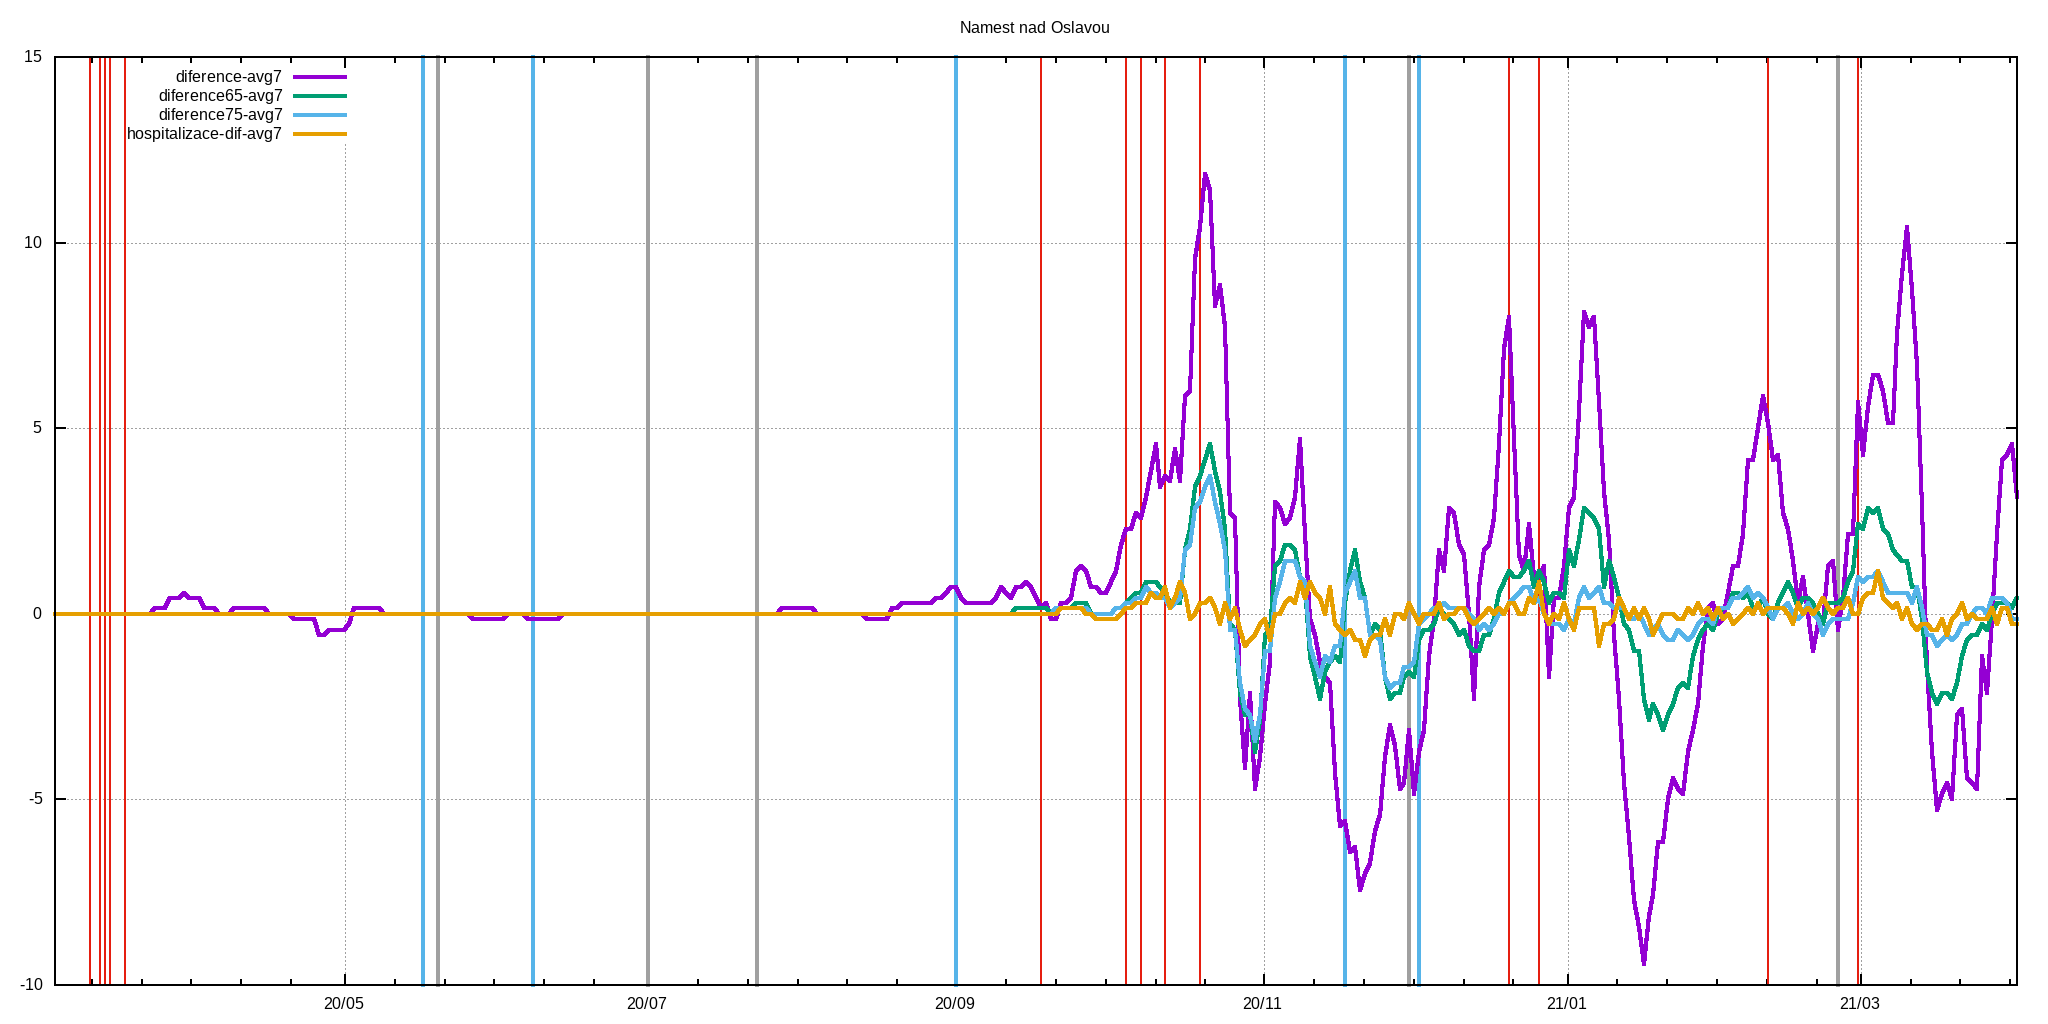 Namest nad Oslavou
diference-avg7
diference65-avg7
diference75-avg7
hospitalizace-dif-avg7
15
10
5
0
-5
-10
20/05 20/07 20/09 20/11 21/01 21/03